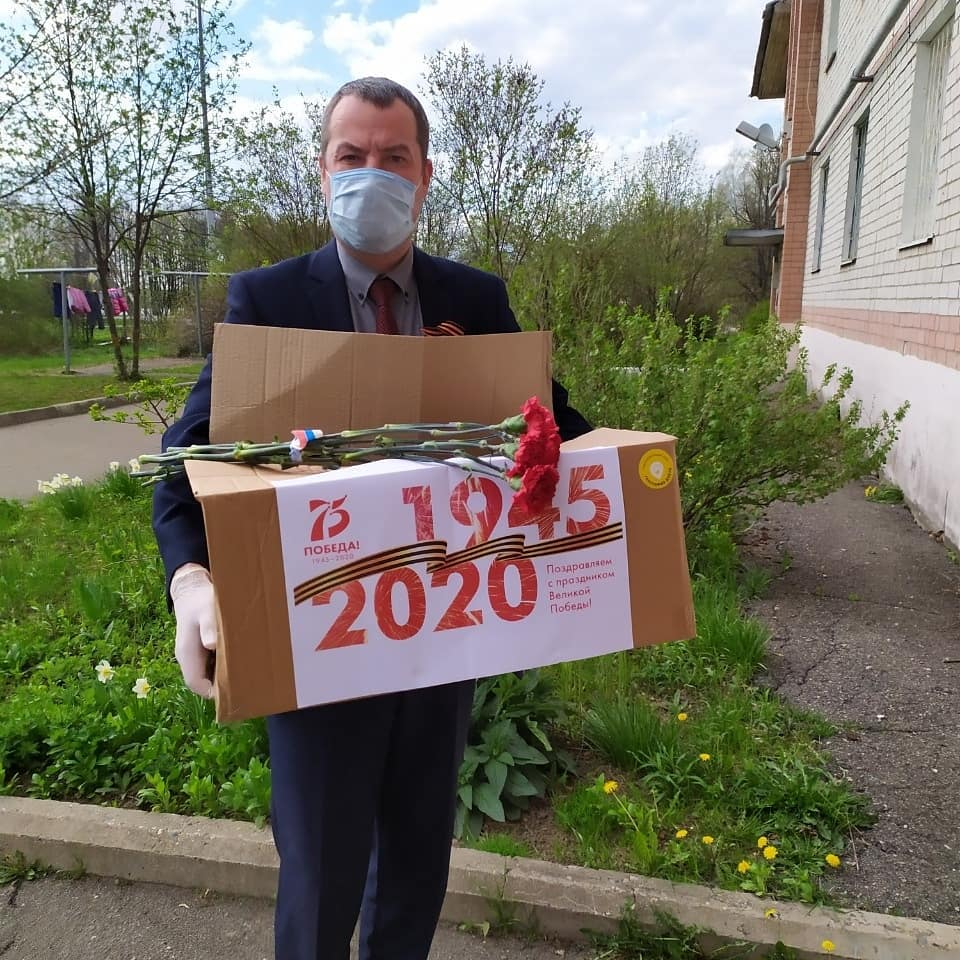 75
ПОБЕДА!
1945–2020
1945
2020
Поздравляем
с праздником
Великой
Победы!